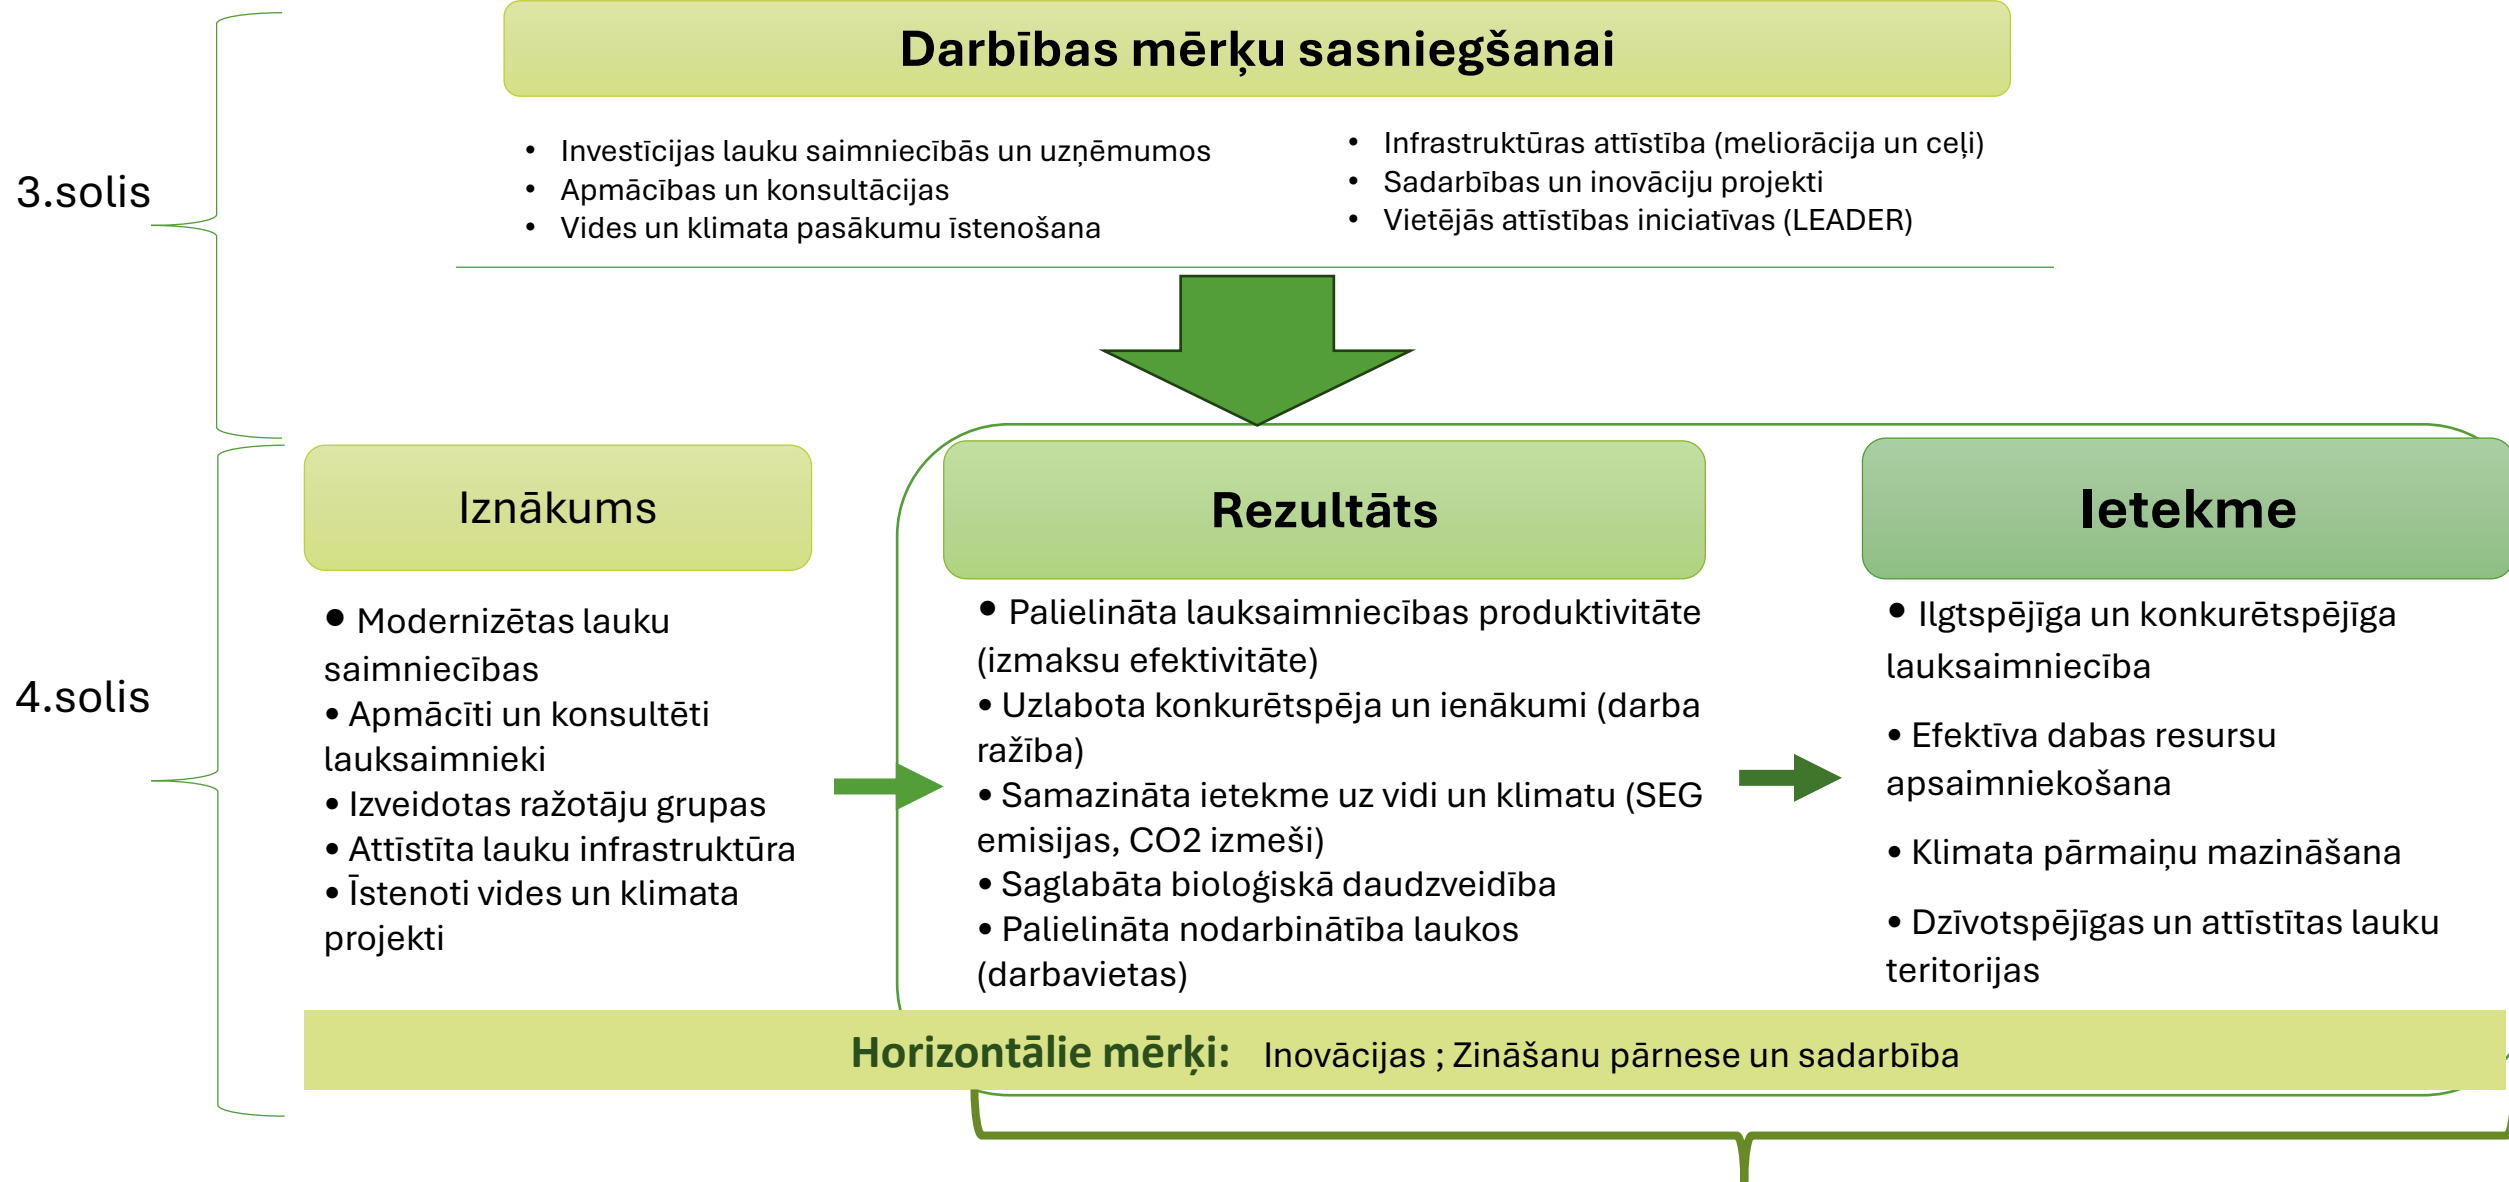 Darbības mērķu sasniegšanai
3.solis
• Investīcijas lauku saimniecībās un uzņēmumos
• Apmācības un konsultācijas
• Vides un klimata pasākumu īstenošana
• Infrastruktūras attīstība (meliorācija un ceļi)
• Sadarbības un inovāciju projekti
• Vietējās attīstības iniciatīvas (LEADER)
4.solis
Iznākums
• Modernizētas lauku
saimniecības
• Apmācīti un konsultēti
lauksaimnieki
• Izveidotas ražotāju grupas
• Attīstīta lauku infrastruktūra
• Īstenoti vides un klimata
projekti
Rezultāts
• Palielināta lauksaimniecības produktivitāte
(izmaksu efektivitāte)
• Uzlabota konkurētspēja un ienākumi (darba
ražība)
• Samazināta ietekme uz vidi un klimatu (SEG
emisijas, CO2 izmeši)
• Saglabāta bioloģiskā daudzveidība
• Palielināta nodarbinātība laukos
(darbavietas)
Ietekme
• Ilgtspējīga un konkurētspējīga
lauksaimniecība
• Efektīva dabas resursu
apsaimniekošana
• Klimata pārmaiņu mazināšana
• Dzīvotspējīgas un attīstītas lauku
teritorijas
Horizontālie mērķi: Inovācijas ; Zināšanu pārnese un sadarbība